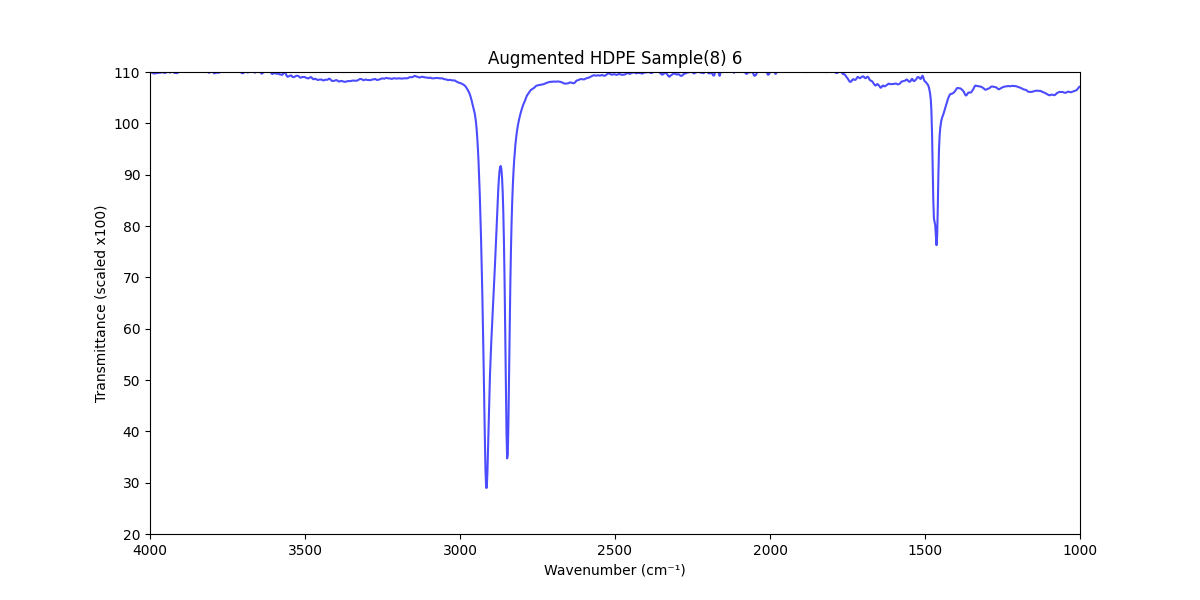 Augmented HDPE Sample(8) 6
110
100
90
80
70
60
50
40
30
20
Transmittance (scaled x100)
4000 3500 3000 2500 2000 1500 1000
Wavenumber (cm⁻¹)